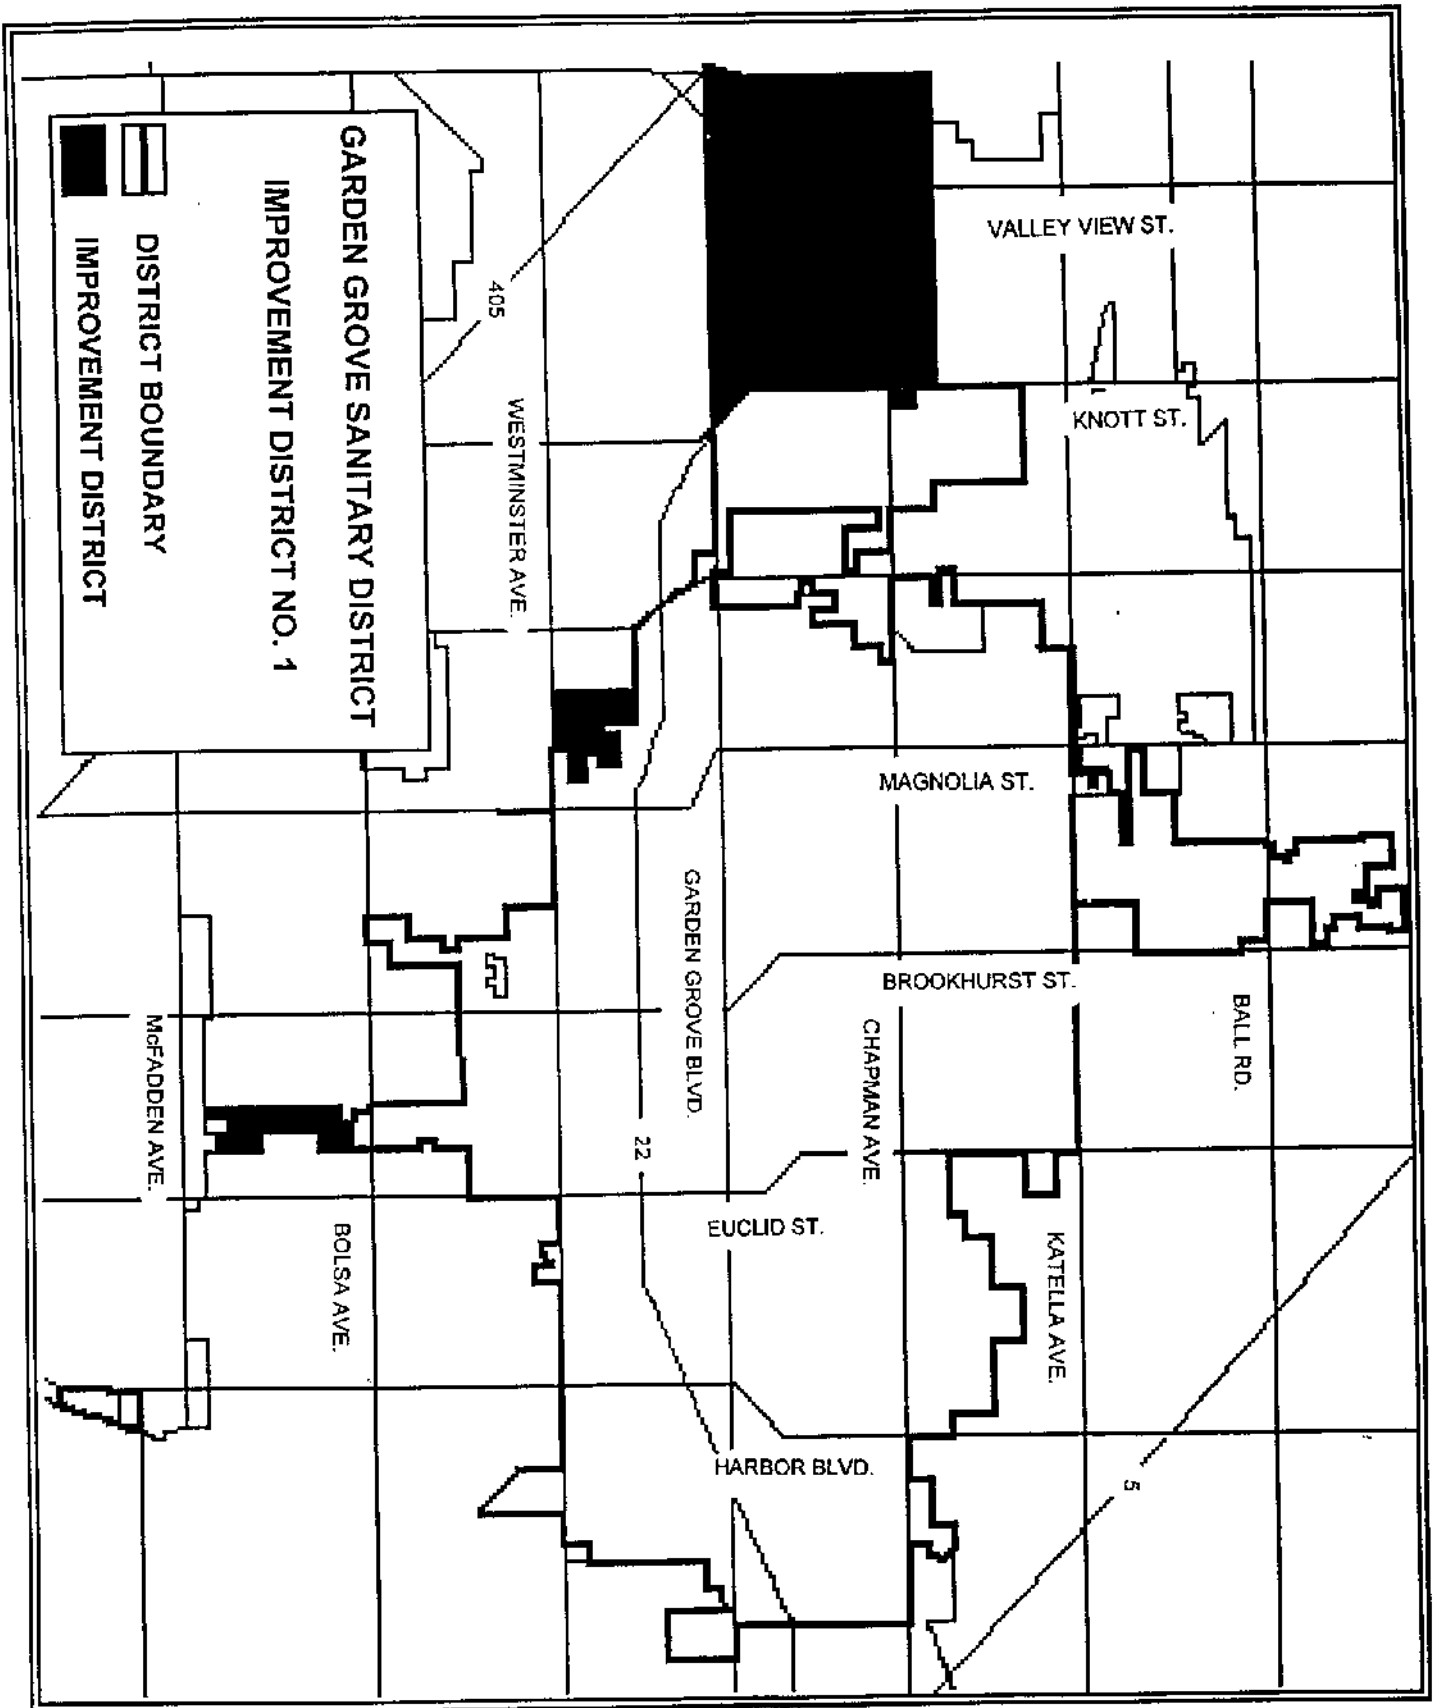 GARDEN GROVE SANITARY DISTRICT
IMPROVEMENT DISTRICT NO. 1
DISTRICT BOUNDARY
IMPROVEMENT DISTRICT
VALLEY VIEW ST.
KNOTT ST.
MAGNOLIA ST.
BROOKHURST ST.
EUCLID ST.
HARBOR BLVD.
BALL RD.
KATELLA AVE.
CHAPMAN AVE.
GARDEN GROVE BLVD.
WESTMINSTER AVE.
BOLSA AVE.
McFADDEN AVE.
405
22
5